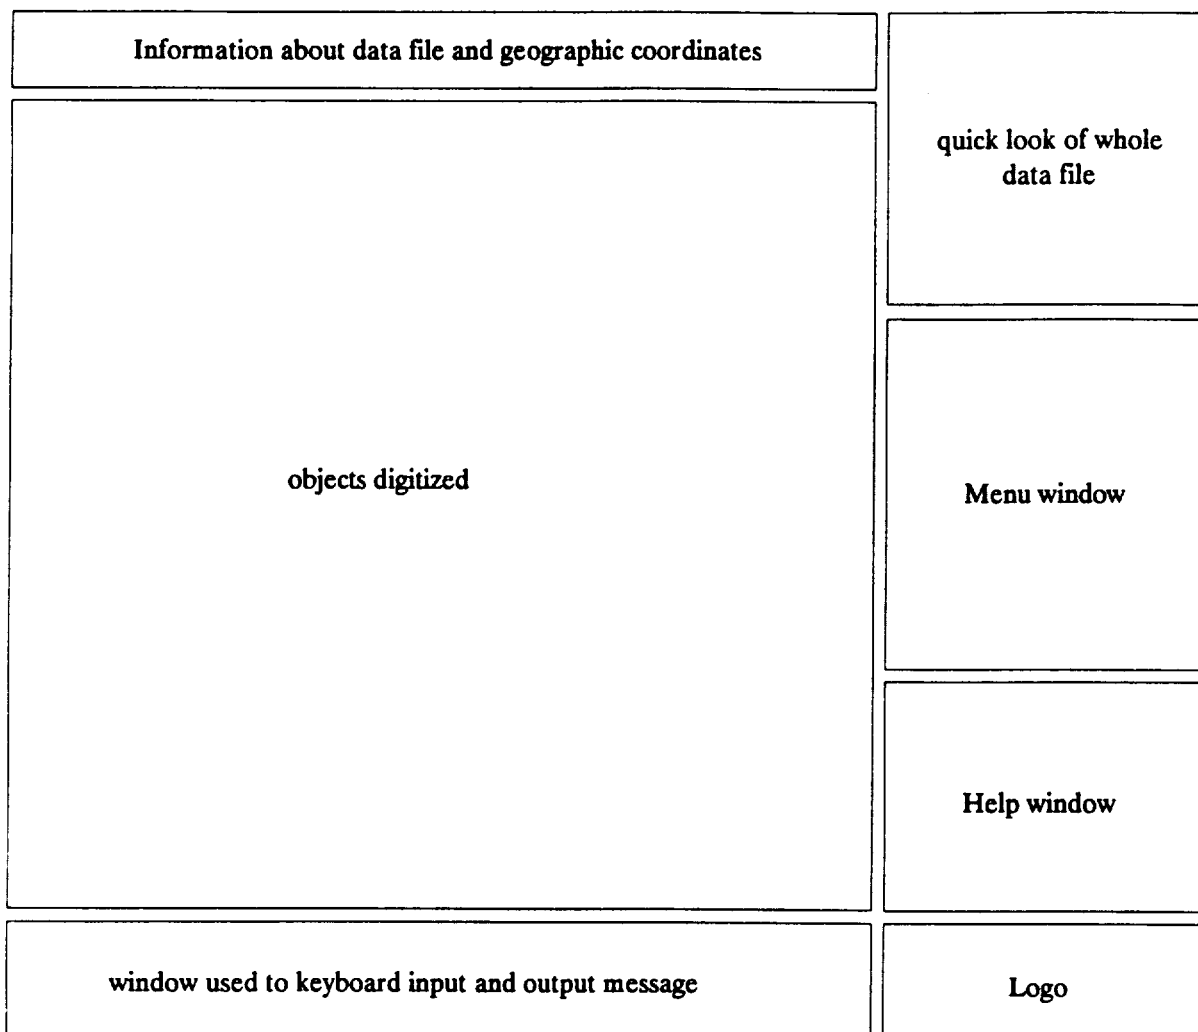 Information about data file and geographic coordinates
quick look of whole
data file
objects digitized
Menu window
Help window
window used to keyboard input and output message
Logo